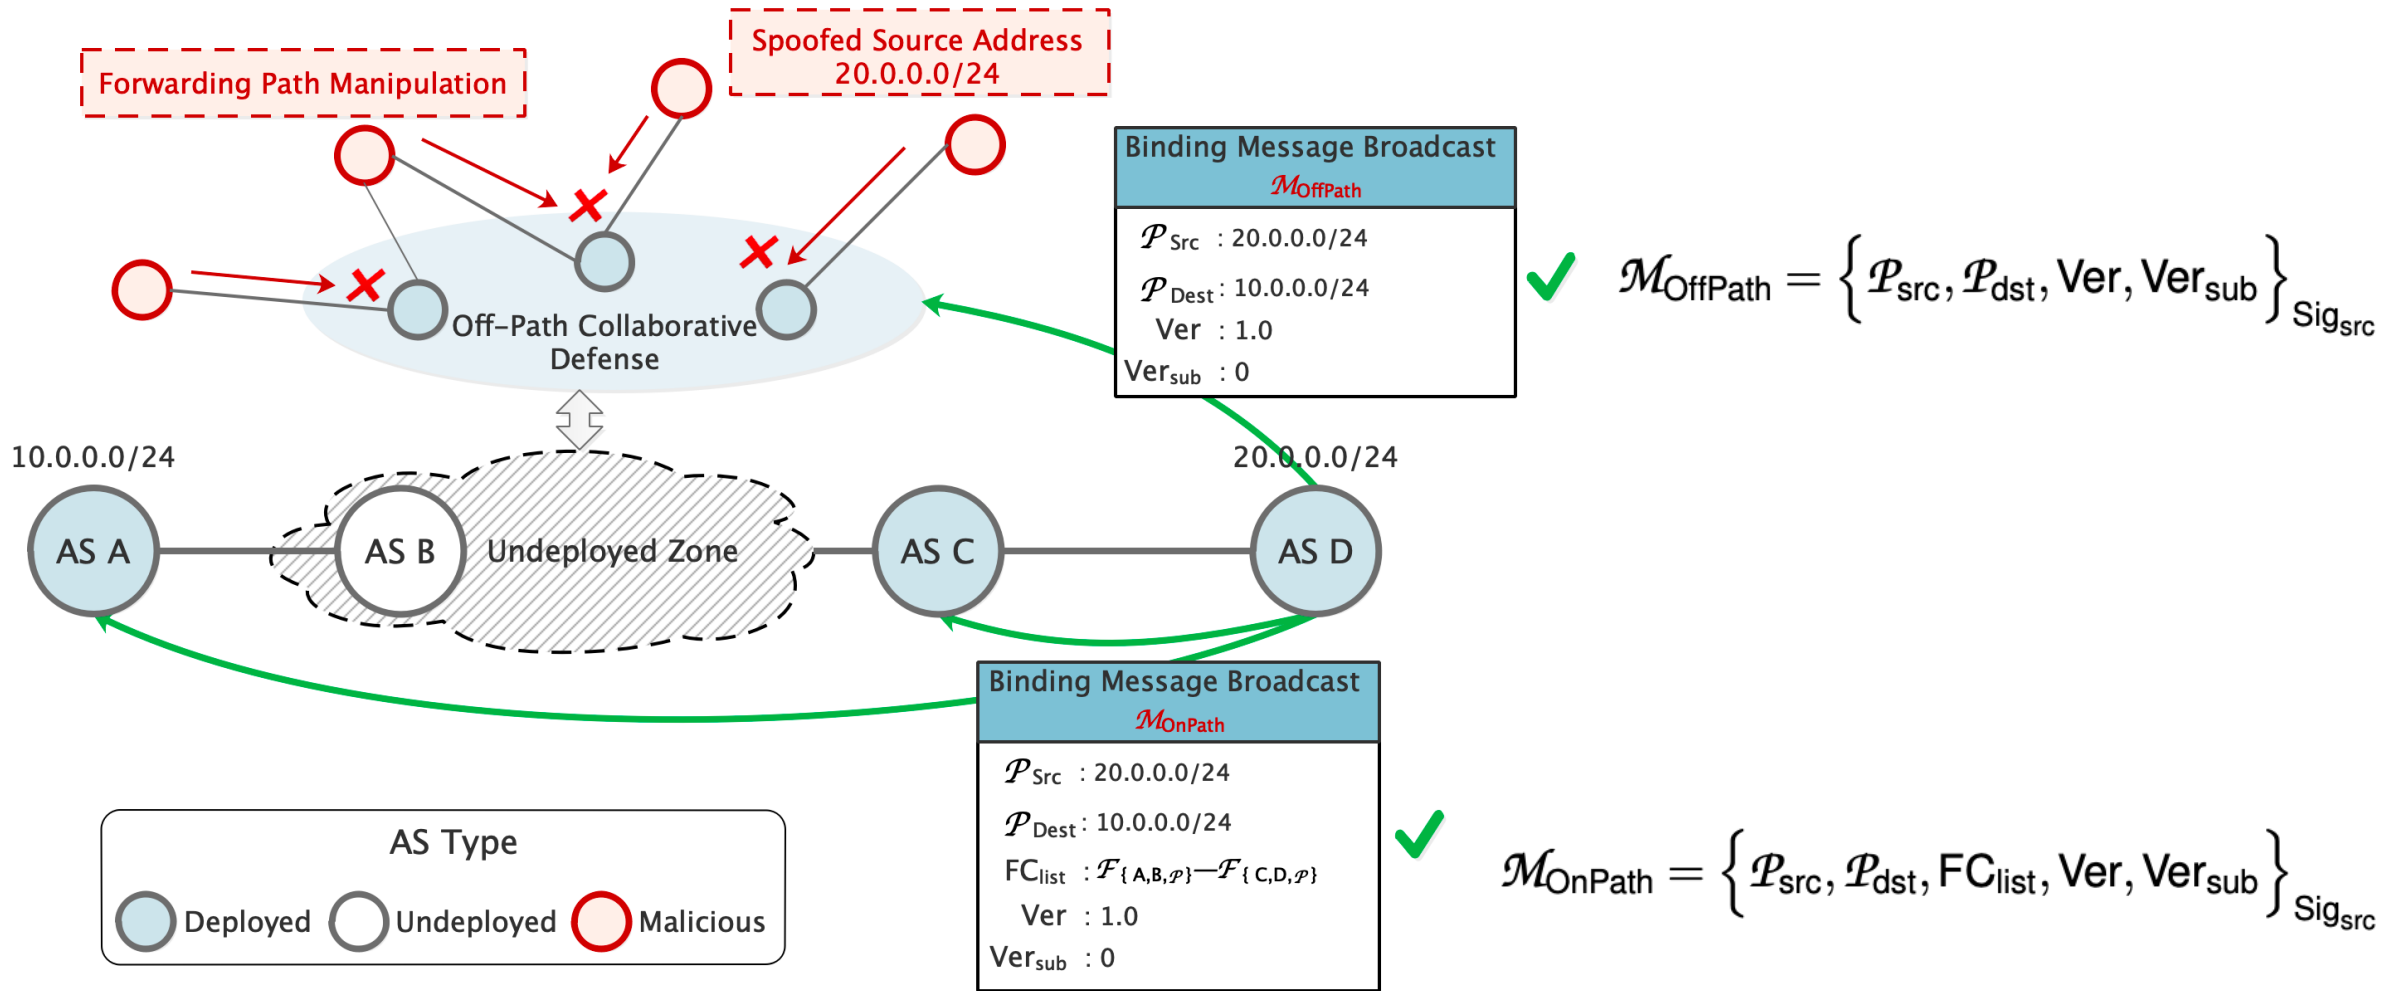 Forwarding Path Manipulation
Spoofed Source Address
20.0.0.0/24
Off-Path Collaborative
Defense
Binding Message Broadcast
𝓜OffPath
𝓟Src : 20.0.0.0/24
𝓟Dest : 10.0.0.0/24
Ver : 1.0
Versub : 0
𝓜OffPath = {𝓟src, 𝓟dst, Ver, Versub}Sigsrc
10.0.0.0/24
20.0.0.0/24
AS A
AS B
Undeployed Zone
AS C
AS D
Binding Message Broadcast
𝓜OnPath
𝓟Src : 20.0.0.0/24
𝓟Dest : 10.0.0.0/24
FClist : 𝓕{A,B,𝓟}—𝓕{C,D,𝓟}
Ver : 1.0
Versub : 0
𝓜OnPath = {𝓟src, 𝓟dst, FClist, Ver, Versub}Sigsrc
AS Type
Deployed
Undeployed
Malicious